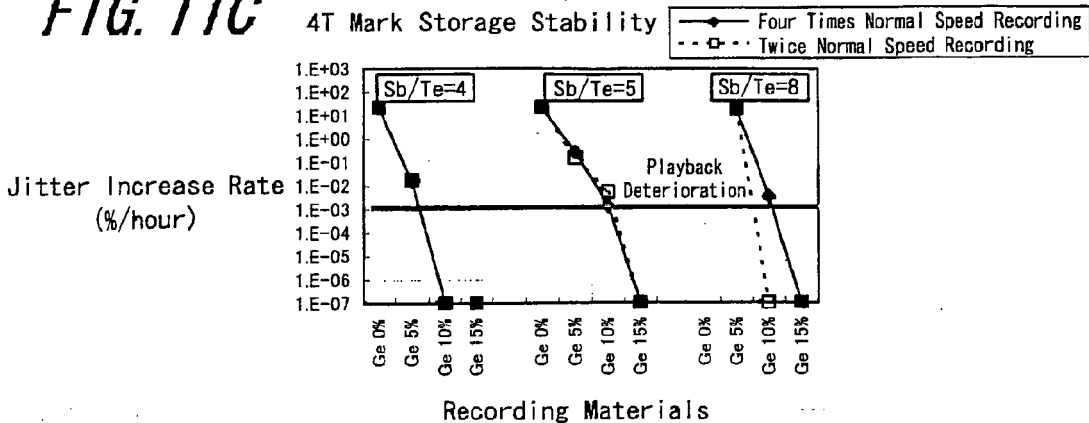 FIG. 11C
4T Mark Storage Stability
Four Times Normal Speed Recording
Twice Normal Speed Recording
1.E+03
1.E+02
1.E+01
1.E+00
1.E-01
1.E-02
1.E-03
1.E-04
1.E-05
1.E-06
1.E-07
Jitter Increase Rate
(%/hour)
Sb/Te=4
Sb/Te=5
Sb/Te=8
Playback
Deterioration
Ge 0%
Ge 5%
Ge 10%
Ge 15%
Ge 0%
Ge 5%
Ge 10%
Ge 15%
Ge 0%
Ge 5%
Ge 10%
Ge 15%
Recording Materials